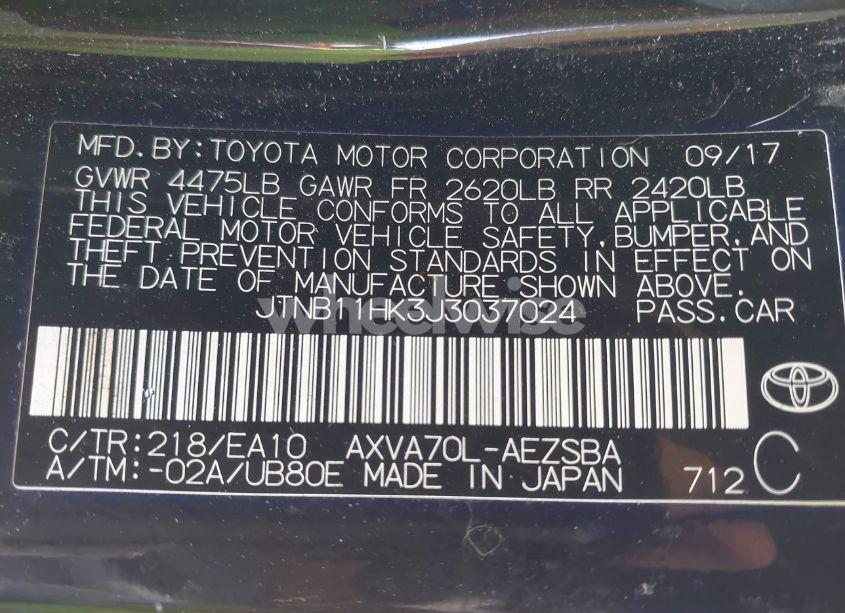 MFD. BY: TOYOTA MOTOR CORPORATION 09/17
GVWR 4475LB GAWR FR 2620LB RR 2420LB
THIS VEHICLE CONFORMS TO ALL APPLICABLE
FEDERAL MOTOR VEHICLE SAFETY, BUMPER, AND
THEFT PREVENTION STANDARDS IN EFFECT ON
THE DATE OF MANUFACTURE SHOWN ABOVE.
JTNB11HK3J3037024 PASS. CAR
wheelwise
C/TR: 218/EA10 AXVA70L-AEZSBA
A/TM: -02A/UB80E MADE IN JAPAN 712 C